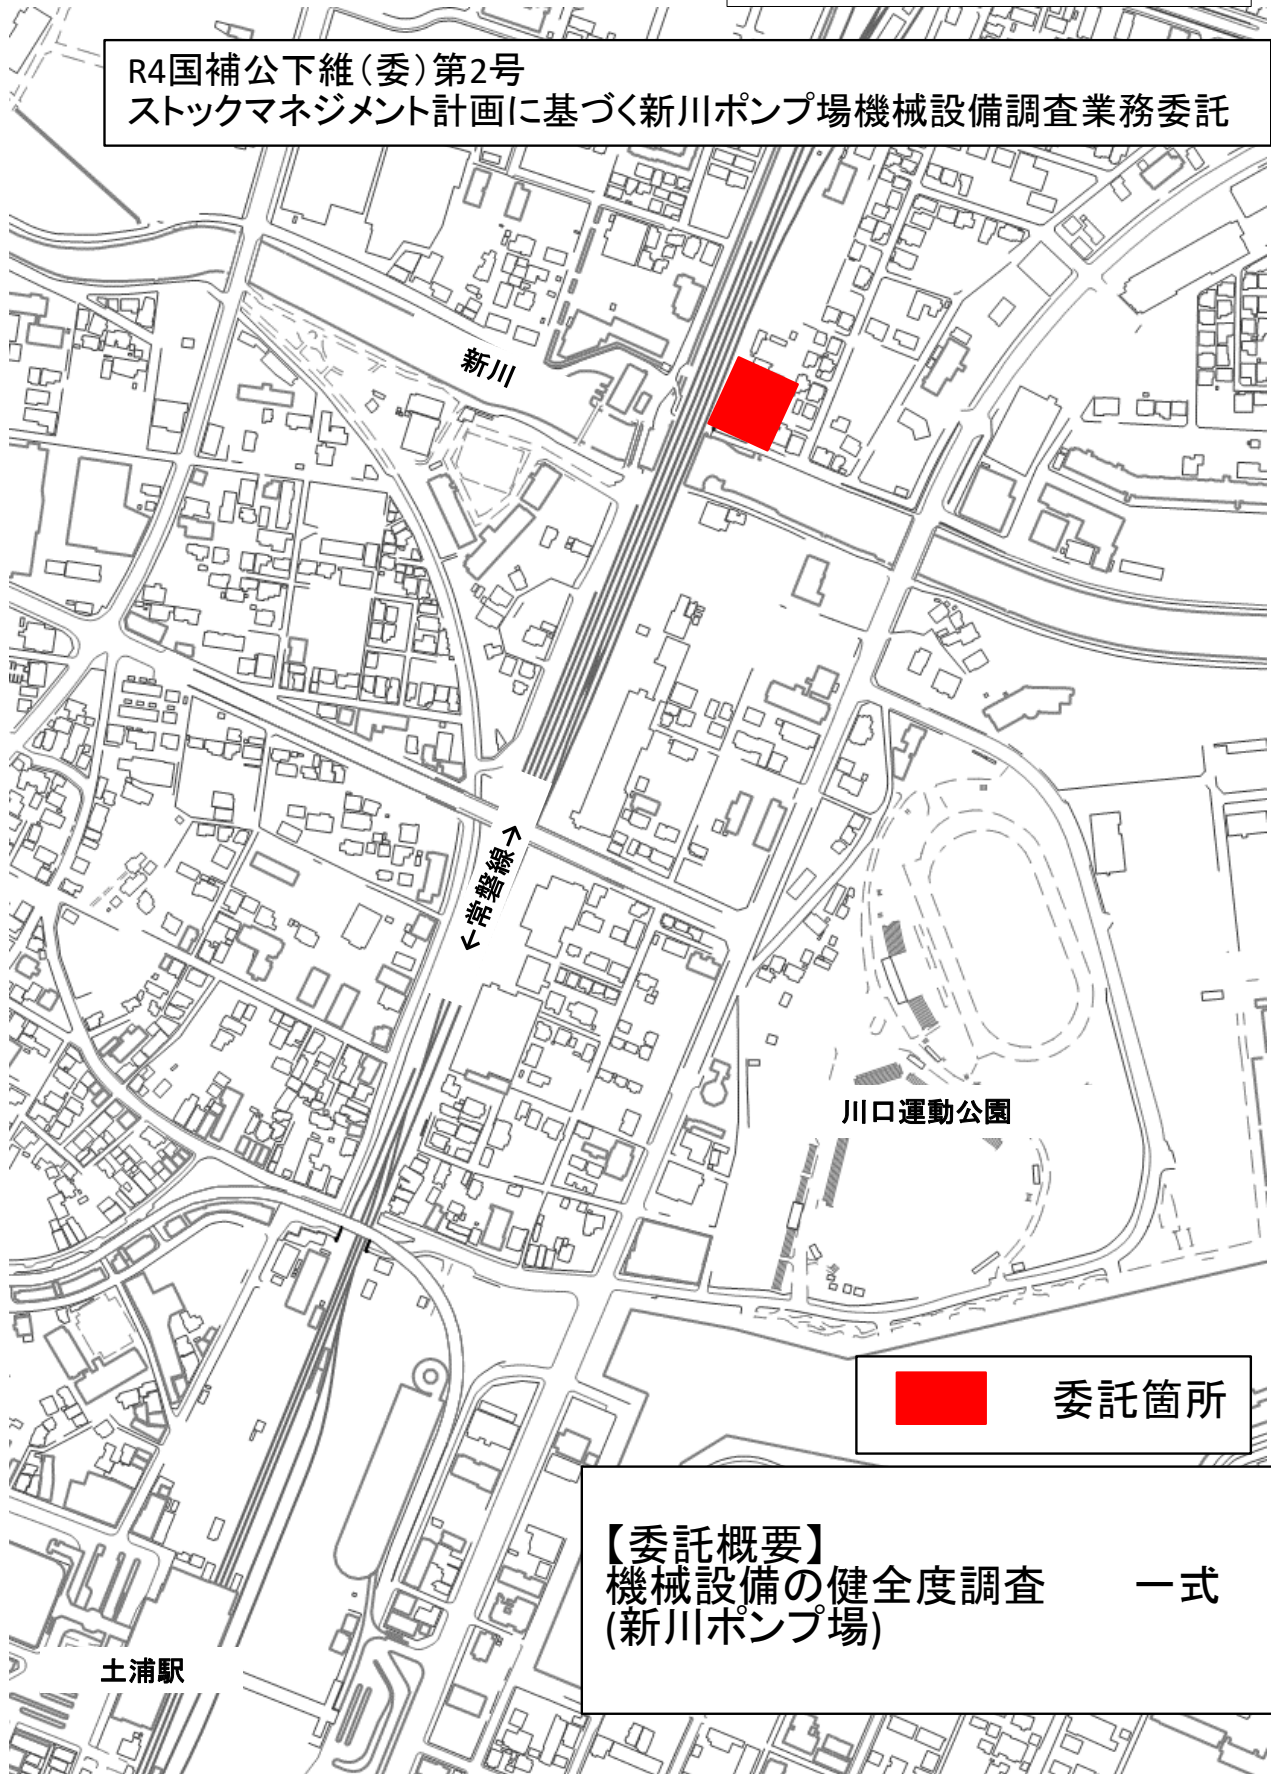 R4国補公下維(委)第2号
ストックマネジメント計画に基づく新川ポンプ場機械設備調査業務委託
新川
←常磐線→
川口運動公園
委託箇所
【委託概要】
機械設備の健全度調査　　一式
(新川ポンプ場)
土浦駅